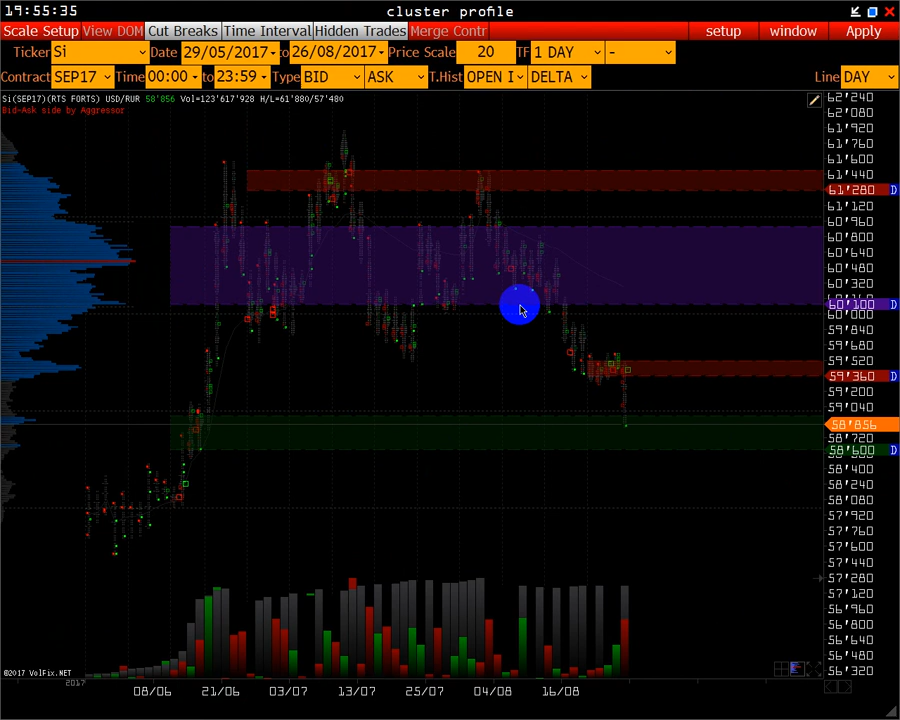 19:55:35 cluster profile
Scale Setup View DOM Cut Breaks Time Interval Hidden Trades Merge Contr setup window Apply
Ticker Si Date 29/05/2017 to 26/08/2017 Price Scale 20 TF 1 DAY -
Contract SEP17 Time 00:00 to 23:59 Type BID ASK T.Hist OPEN I DELTA Line DAY
Si(SEP17)(RTS FORTS) USD/RUR 58'856 Vol=123'617'928 H/L=61'880/57'480
Bid-Ask side by Aggressor
62'240
62'080
61'920
61'760
61'600
61'440
61'280 D
61'120
60'960
60'800
60'640
60'480
60'320
60'100 D
60'000
59'840
59'680
59'520
59'360 D
59'200
59'040
58'856
58'720
58'600 D
58'400
58'240
58'080
57'920
57'760
57'600
57'440
57'280
57'120
56'960
56'800
56'640
56'480
56'320
©2017 VolFix.NET
2017
08/06 21/06 03/07 13/07 25/07 04/08 16/08